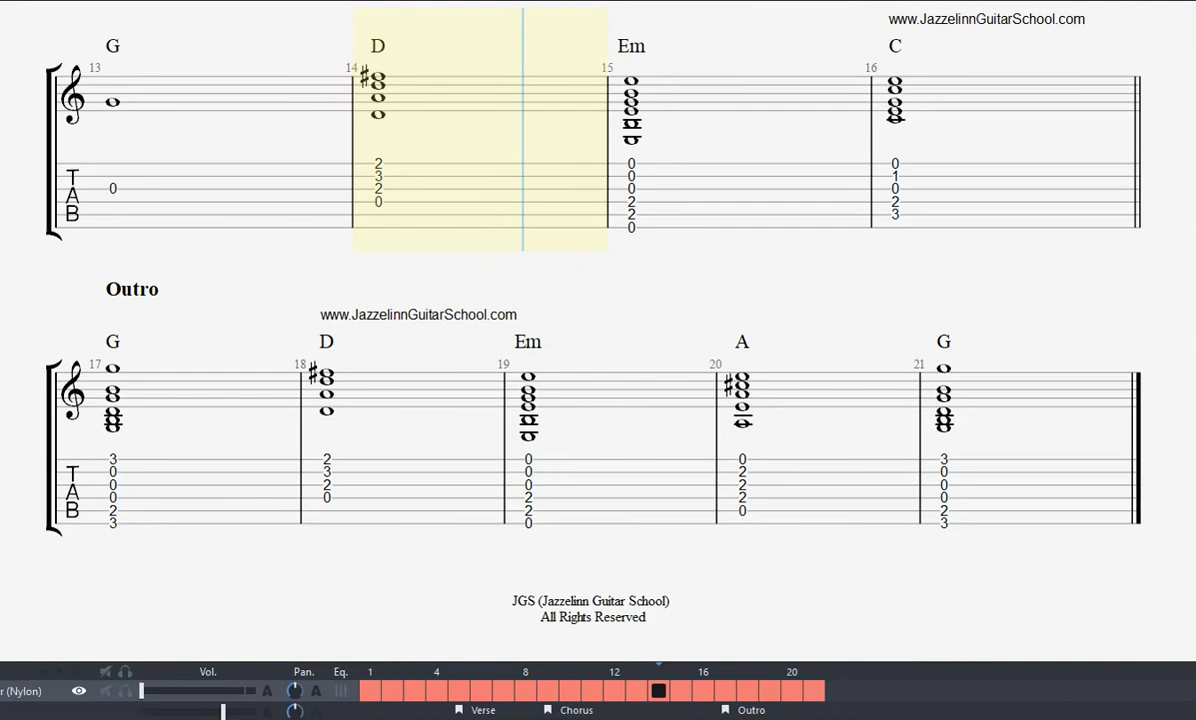 www.JazzelinnGuitarSchool.com
G D Em C
13 14 15 16
2 0 0
3 0 1
0 2 0 0
0 2 2
2 3
0
T
A
B
Outro
www.JazzelinnGuitarSchool.com
G D Em A G
17 18 19 20 21
3 2 0 0 3
0 3 0 2 0
0 2 0 2 0
0 0 2 2 0
2 2 0 2
3 0 3
T
A
B
JGS (Jazzelinn Guitar School)
All Rights Reserved
Vol. Pan. Eq. 1 4 8 12 16 20
r (Nylon) A A
Verse Chorus Outro